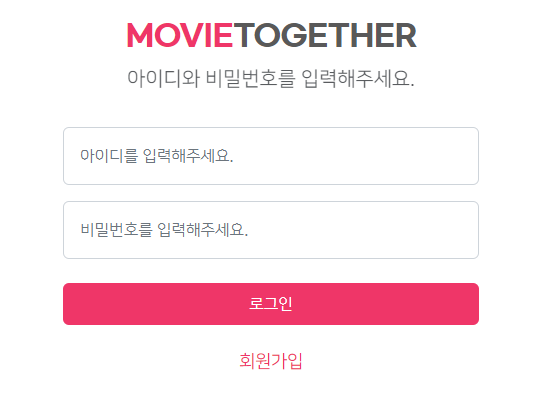 MOVIETOGETHER
아이디와 비밀번호를 입력해주세요.
아이디를 입력해주세요.
비밀번호를 입력해주세요.
로그인
회원가입